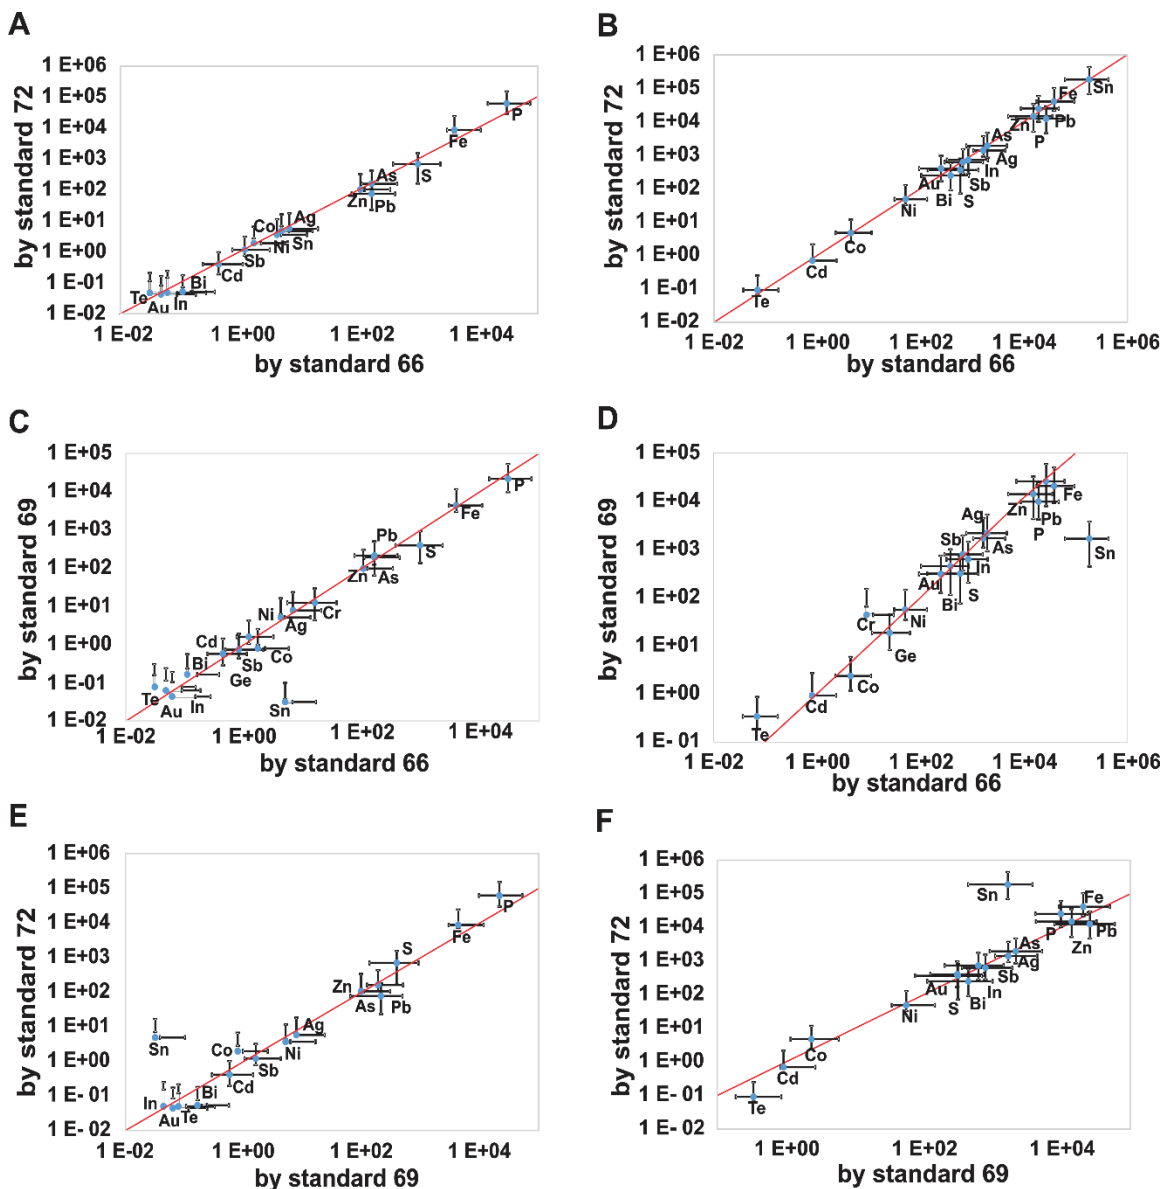 A
by standard 72
1 E+06
1 E+05
1 E+04
1 E+03
1 E+02
1 E+01
1 E+00
1 E-01
1 E-02
P
Fe
S
As
Zn
Pb
Co
Ag
Ni
Sn
Sb
Cd
Bi
Te
Au
In
1 E-02
1 E+00
1 E+02
1 E+04
by standard 66
B
by standard 72
1 E+06
1 E+05
1 E+04
1 E+03
1 E+02
1 E+01
1 E+00
1 E-01
1 E-02
Fe
Sn
Zn
Pb
P
As
Ag
In
Au
Sb
Bi
S
Ni
Co
Cd
Te
1 E-02
1 E+00
1 E+02
1 E+04
1 E+06
by standard 66
C
by standard 69
1 E+05
1 E+04
1 E+03
1 E+02
1 E+01
1 E+00
1 E-01
1 E-02
P
Fe
Pb
S
Zn
As
Ni
Cr
Ag
Cd
Sb
Co
Bi
Ge
Te
In
Au
Sn
1 E-02
1 E+00
1 E+02
1 E+04
by standard 66
D
by standard 69
1 E+05
1 E+04
1 E+03
1 E+02
1 E+01
1 E+00
1 E- 01
Fe
Zn
Pb
P
Ag
As
Sb
Sn
In
Bi
S
Cr
Ni
Ge
Co
Cd
Te
1 E-02
1 E+00
1 E+02
1 E+04
1 E+06
by standard 66
E
by standard 72
1 E+06
1 E+05
1 E+04
1 E+03
1 E+02
1 E+01
1 E+00
1 E- 01
1 E- 02
P
Fe
S
Zn
As
Pb
Sn
Ag
Co
Ni
Sb
Cd
Bi
In
Au
Te
1 E-02
1 E+00
1 E+02
1 E+04
by standard 69
F
by standard 72
1 E+06
1 E+05
1 E+04
1 E+03
1 E+02
1 E+01
1 E+00
1 E- 01
1 E- 02
Sn
Fe
P
Pb
Zn
As
Ag
Sb
Au
In
S
Bi
Ni
Co
Cd
Te
1 E+00
1 E+02
1 E+03
1 E+04
by standard 69